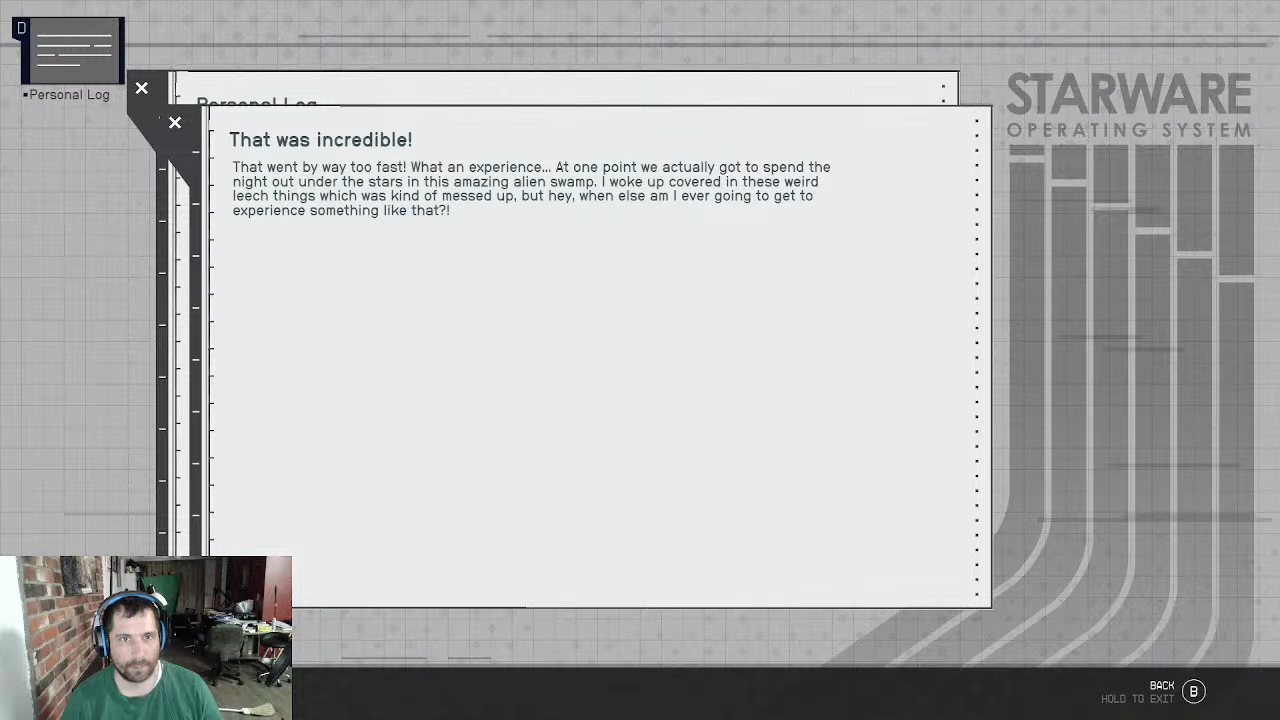 D
Personal Log
STARWARE
OPERATING SYSTEM
Personal Log
That was incredible!
That went by way too fast! What an experience... At one point we actually got to spend the
night out under the stars in this amazing alien swamp. I woke up covered in these weird
leech things which was kind of messed up, but hey, when else am I ever going to get to
experience something like that?!
BACK
HOLD TO EXIT
B